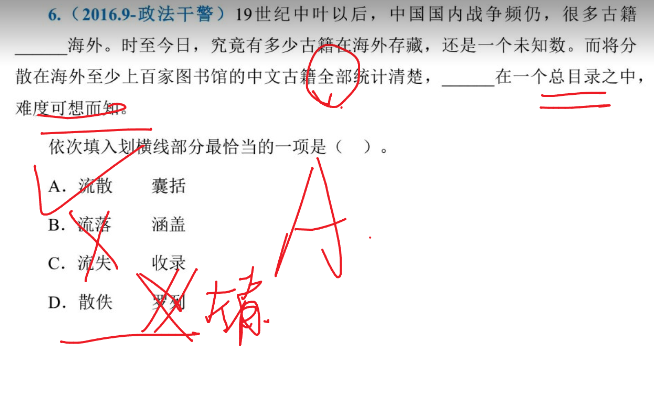 6.（2016.9-政法干警）19世纪中叶以后，中国国内战争频仍，很多古籍
______海外。时至今日，究竟有多少古籍在海外存藏，还是一个未知数。而将分
散在海外至少上百家图书馆的中文古籍全部统计清楚，______在一个总目录之中，
难度可想而知。
依次填入划横线部分最恰当的一项是（　）。
A．流散　　囊括
B．流落　　涵盖
C．流失　　收录
D．散佚　　罗列
A